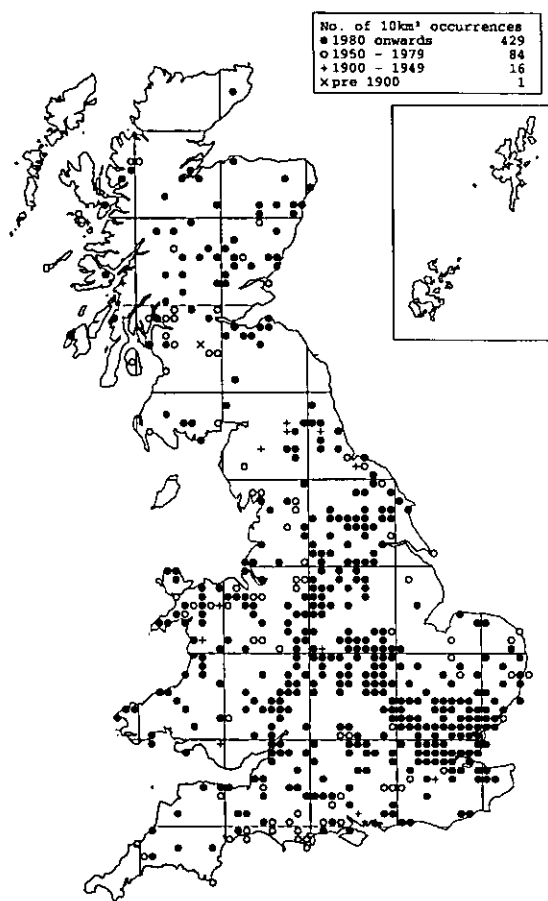 No. of 10km² occurrences
● 1980 onwards 429
○ 1950 - 1979 84
+ 1900 - 1949 16
× pre 1900 1